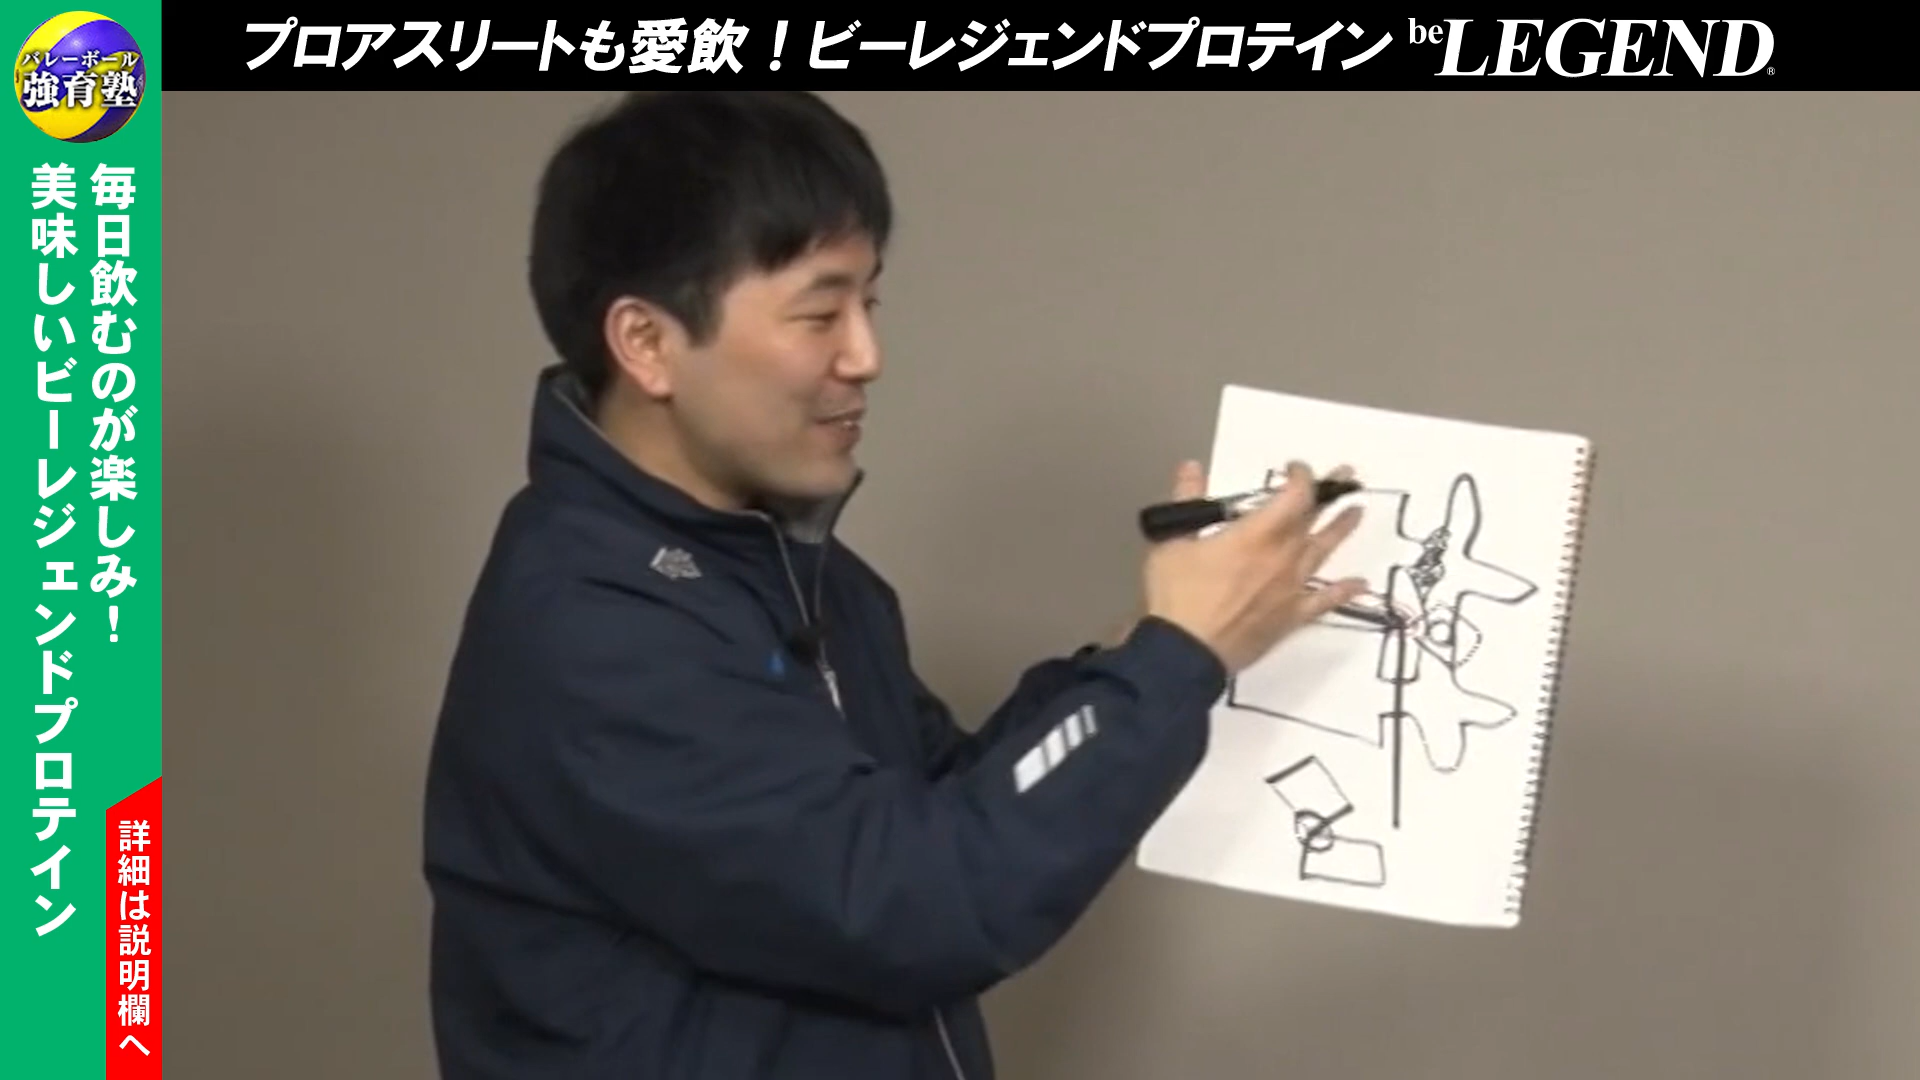 プロアスリートも愛飲！ビーレジェンドプロテイン be LEGEND®
バレーボール
強育塾
毎日飲むのが楽しみ！
美味しいビーレジェンドプロテイン
詳細は説明欄へ